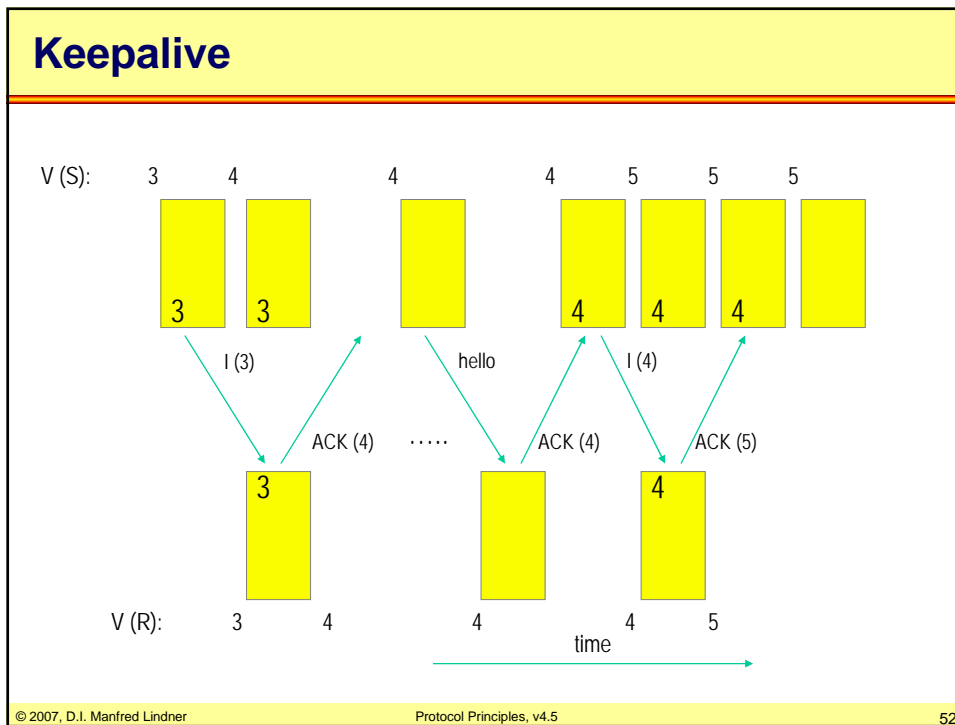 Keepalive
V (S): 3 4 4 4 5 5 5
3 3 4 4 4
I (3) hello I (4)
ACK (4) ..... ACK (4) ACK (5)
3 4
V (R): 3 4 4 4 5
time
© 2007, D.I. Manfred Lindner Protocol Principles, v4.5 52